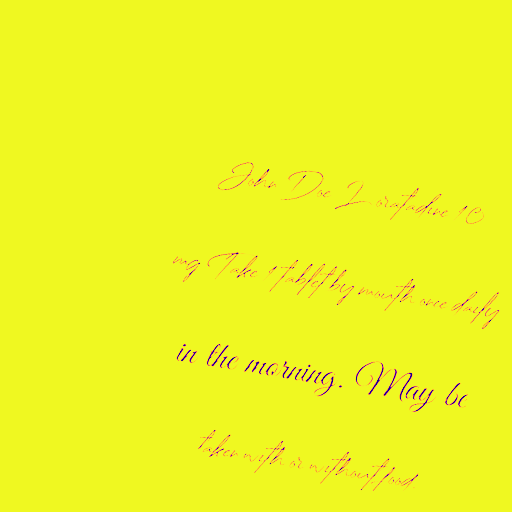 John Doe Loratadine 10
mg Take 1 tablet by mouth once daily
in the morning. May be
taken with or without food